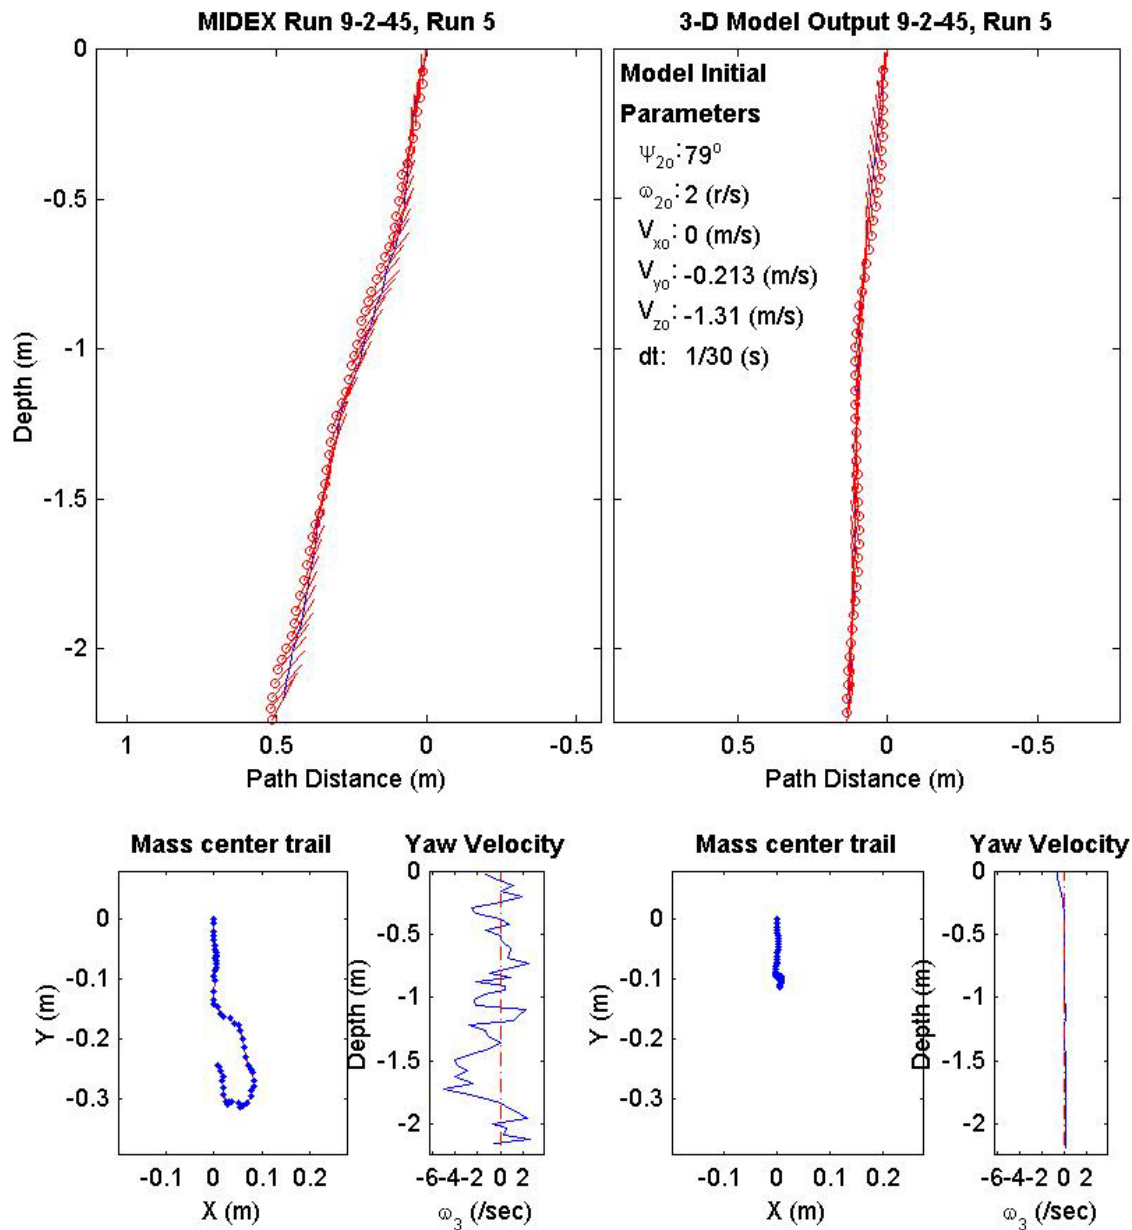 MIDEX Run 9-2-45, Run 5
3-D Model Output 9-2-45, Run 5
0
-0.5
-1
-1.5
-2
Depth (m)
1 0.5 0 -0.5
Path Distance (m)
Model Initial
Parameters
Ψ2o: 79o
ω2o: 2 (r/s)
Vxo: 0 (m/s)
Vyo: -0.213 (m/s)
Vzo: -1.31 (m/s)
dt: 1/30 (s)
0.5 0 -0.5
Path Distance (m)
Mass center trail
0
-0.1
-0.2
-0.3
Y (m)
-0.1 0 0.1 0.2
X (m)
Yaw Velocity
0
-0.5
-1
-1.5
-2
Depth (m)
-6-4-2 0 2
ω3 (/sec)
Mass center trail
0
-0.1
-0.2
-0.3
Y (m)
-0.1 0 0.1 0.2
X (m)
Yaw Velocity
0
-0.5
-1
-1.5
-2
Depth (m)
-6-4-2 0 2
ω3 (/sec)